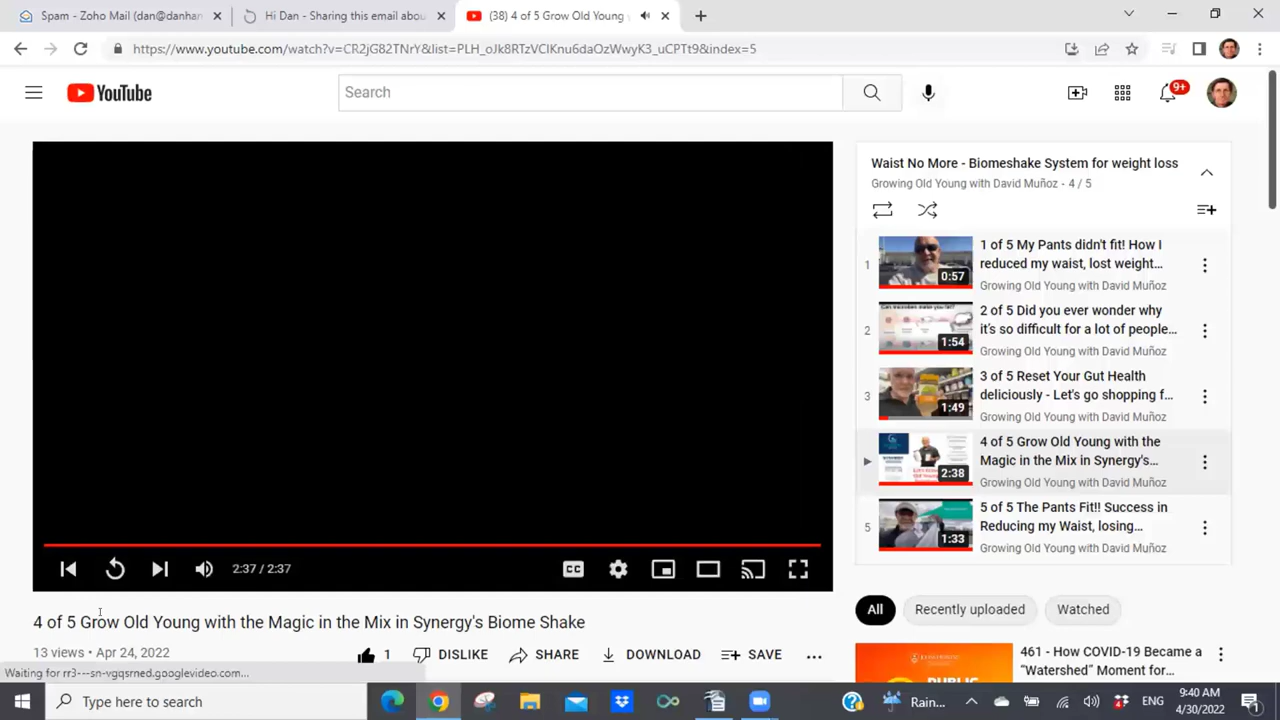 Spam - Zoho Mail (dan@danhan
Hi Dan - Sharing this email abou
(38) 4 of 5 Grow Old Young
https://www.youtube.com/watch?v=CR2jG82TNrY&list=PLH_oJk8RTzVClKnu6daOzWwyK3_uCPTt9&index=5
YouTube
Search
9+
Waist No More - Biomeshake System for weight loss
Growing Old Young with David Muñoz - 4 / 5
1
0:57
1 of 5 My Pants didn't fit! How I
reduced my waist, lost weight...
Growing Old Young with David Muñoz
2
1:54
2 of 5 Did you ever wonder why
it's so difficult for a lot of people...
Growing Old Young with David Muñoz
3
1:49
3 of 5 Reset Your Gut Health
deliciously - Let's go shopping f...
Growing Old Young with David Muñoz
2:38
4 of 5 Grow Old Young with the
Magic in the Mix in Synergy's...
Growing Old Young with David Muñoz
5
1:33
5 of 5 The Pants Fit!! Success in
Reducing my Waist, losing...
Growing Old Young with David Muñoz
2:37 / 2:37
CC
4 of 5 Grow Old Young with the Magic in the Mix in Synergy's Biome Shake
13 views • Apr 24, 2022
1
DISLIKE
SHARE
DOWNLOAD
SAVE
All
Recently uploaded
Watched
461 - How COVID-19 Became a
"Watershed" Moment for...
PUBLIC
Waiting for rr3---sn-vgqsrned.googlevideo.com...
Type here to search
Rain...
ENG
9:40 AM
4/30/2022
1